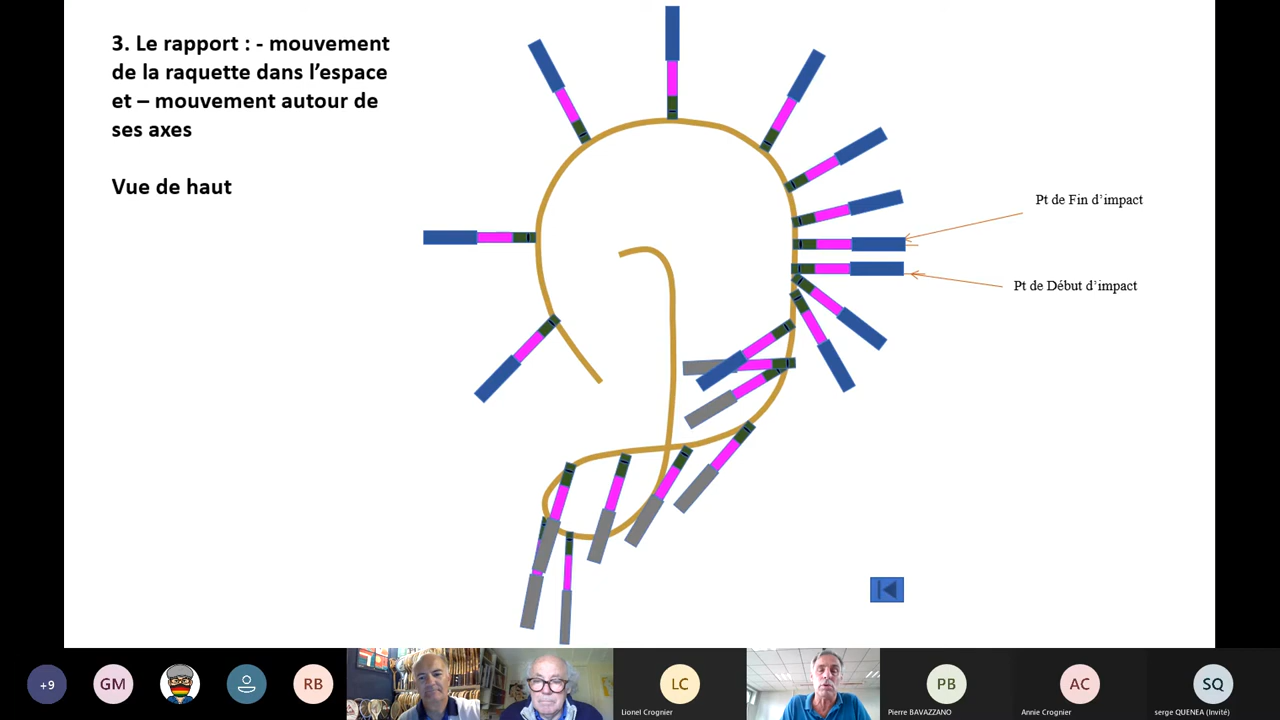 3. Le rapport : - mouvement
de la raquette dans l’espace
et – mouvement autour de
ses axes
Vue de haut
Pt de Fin d’impact
Pt de Début d’impact
+9
GM
RB
LC
Lionel Crognier
PB
Pierre BAVAZZANO
AC
Annie Crognier
SQ
serge QUENEA (Invité)